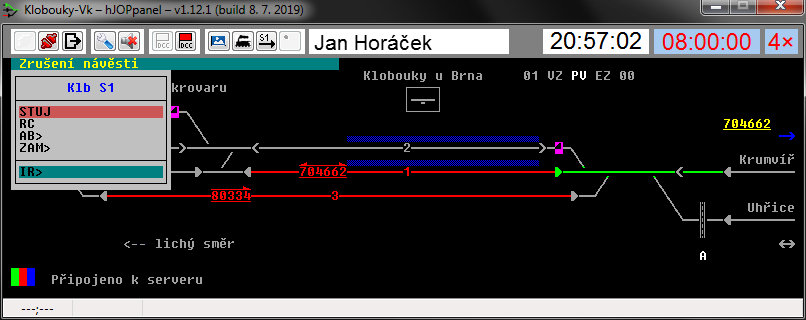 Klobouky-Vk – hJOPpanel – v1.12.1 (build 8. 7. 2019)
DCC DCC S1 Jan Horáček 20:57:02 08:00:00 4×
Zrušení návěsti
Klb S1
krovaru
Klobouky u Brna 01 VZ PV EZ 00
STUJ
RC
AB>
ZAM>
IR>
704662
2
Krumvíř
704662 1
80334 3
Uhřice
<-- lichý směr
A
Připojeno k serveru
---;---